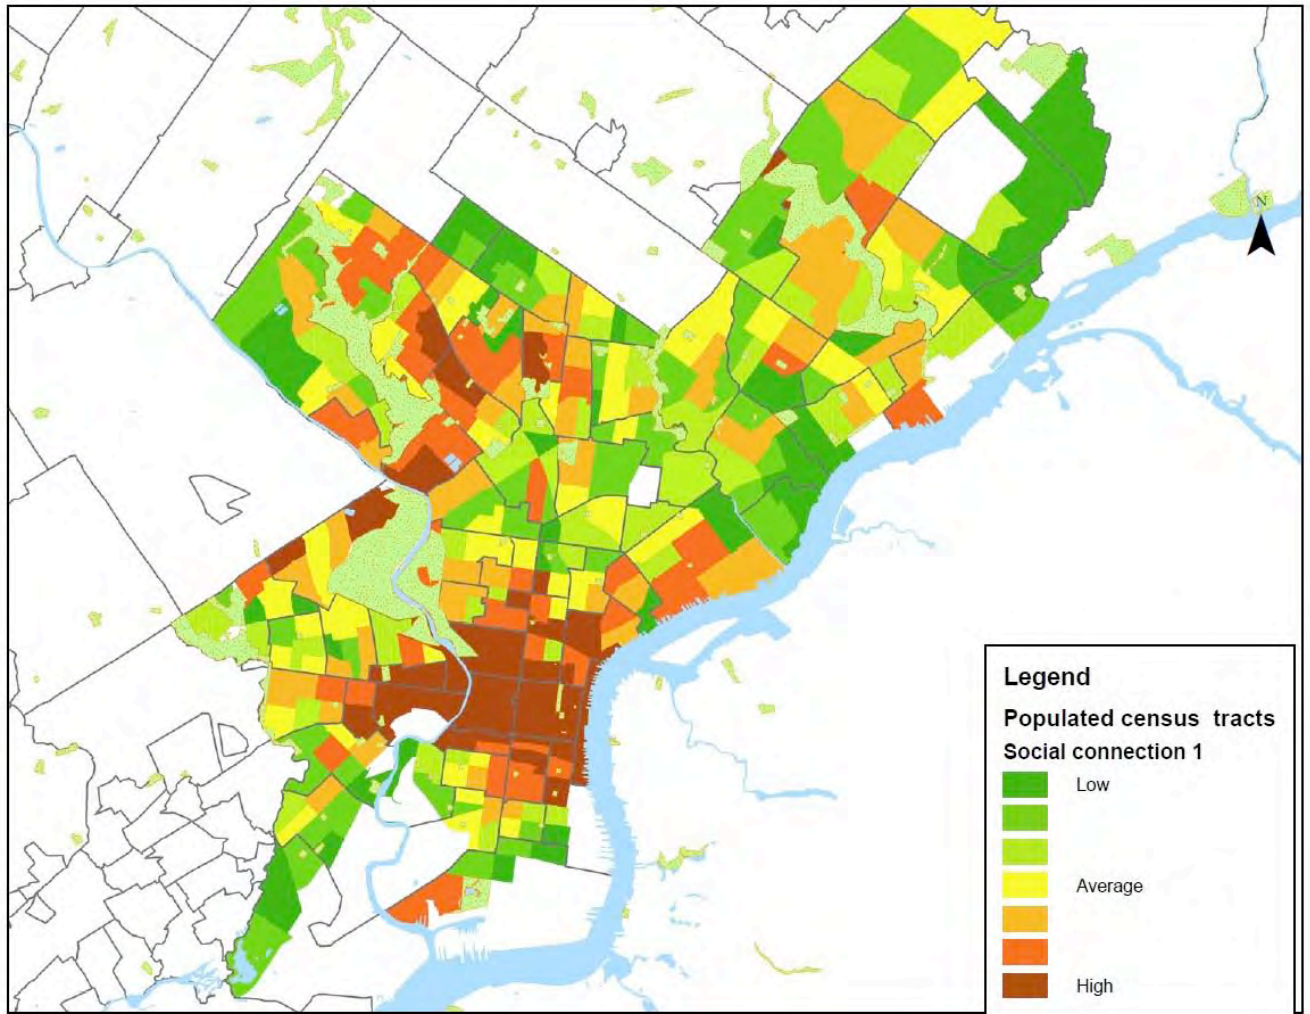 N
Legend
Populated census tracts
Social connection 1
Low
Average
High